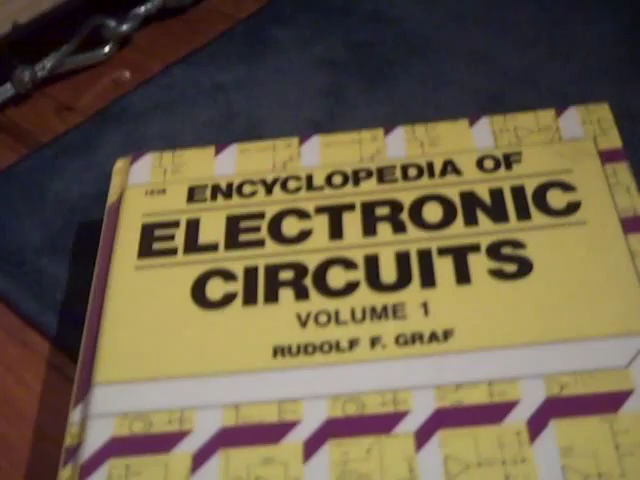 ENCYCLOPEDIA OF
ELECTRONIC
CIRCUITS
VOLUME 1
RUDOLF F. GRAF